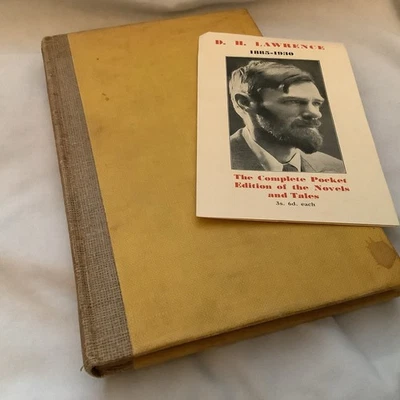 D. H. LAWRENCE
1885-1930
The Complete Pocket
Edition of the Novels
and Tales
3s. 6d. each